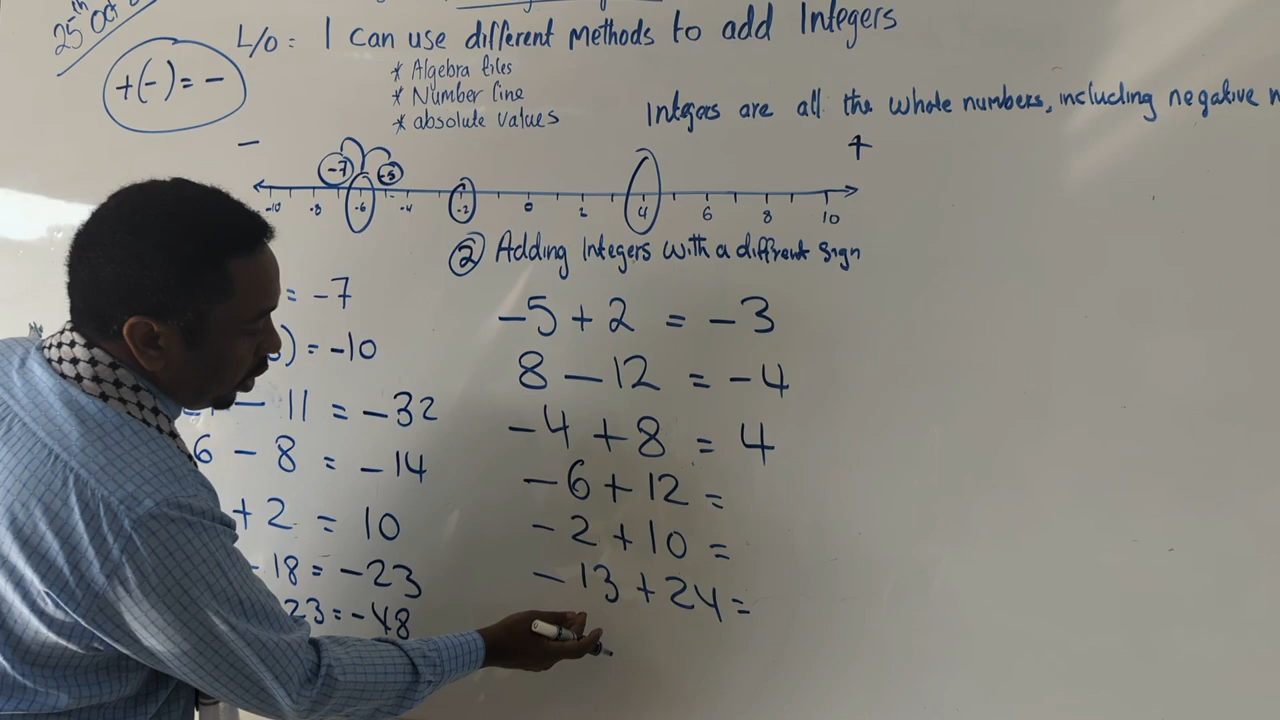 25th Oct
L/O: I can use different methods to add Integers
+(-) = -
* Algebra tiles
* Number line
* absolute values
Integers are all the whole numbers, including negative
- +
-7 -5
-10 -8 -6 -4 -2 0 2 4 6 8 10
② Adding Integers with a diffrent sign
= -7
) = -10
- 11 = -32
6 - 8 = -14
+ 2 = 10
- 18 = -23
23 = -48
-5 + 2 = -3
8 - 12 = -4
-4 + 8 = 4
-6 + 12 =
-2 + 10 =
-13 + 24 =